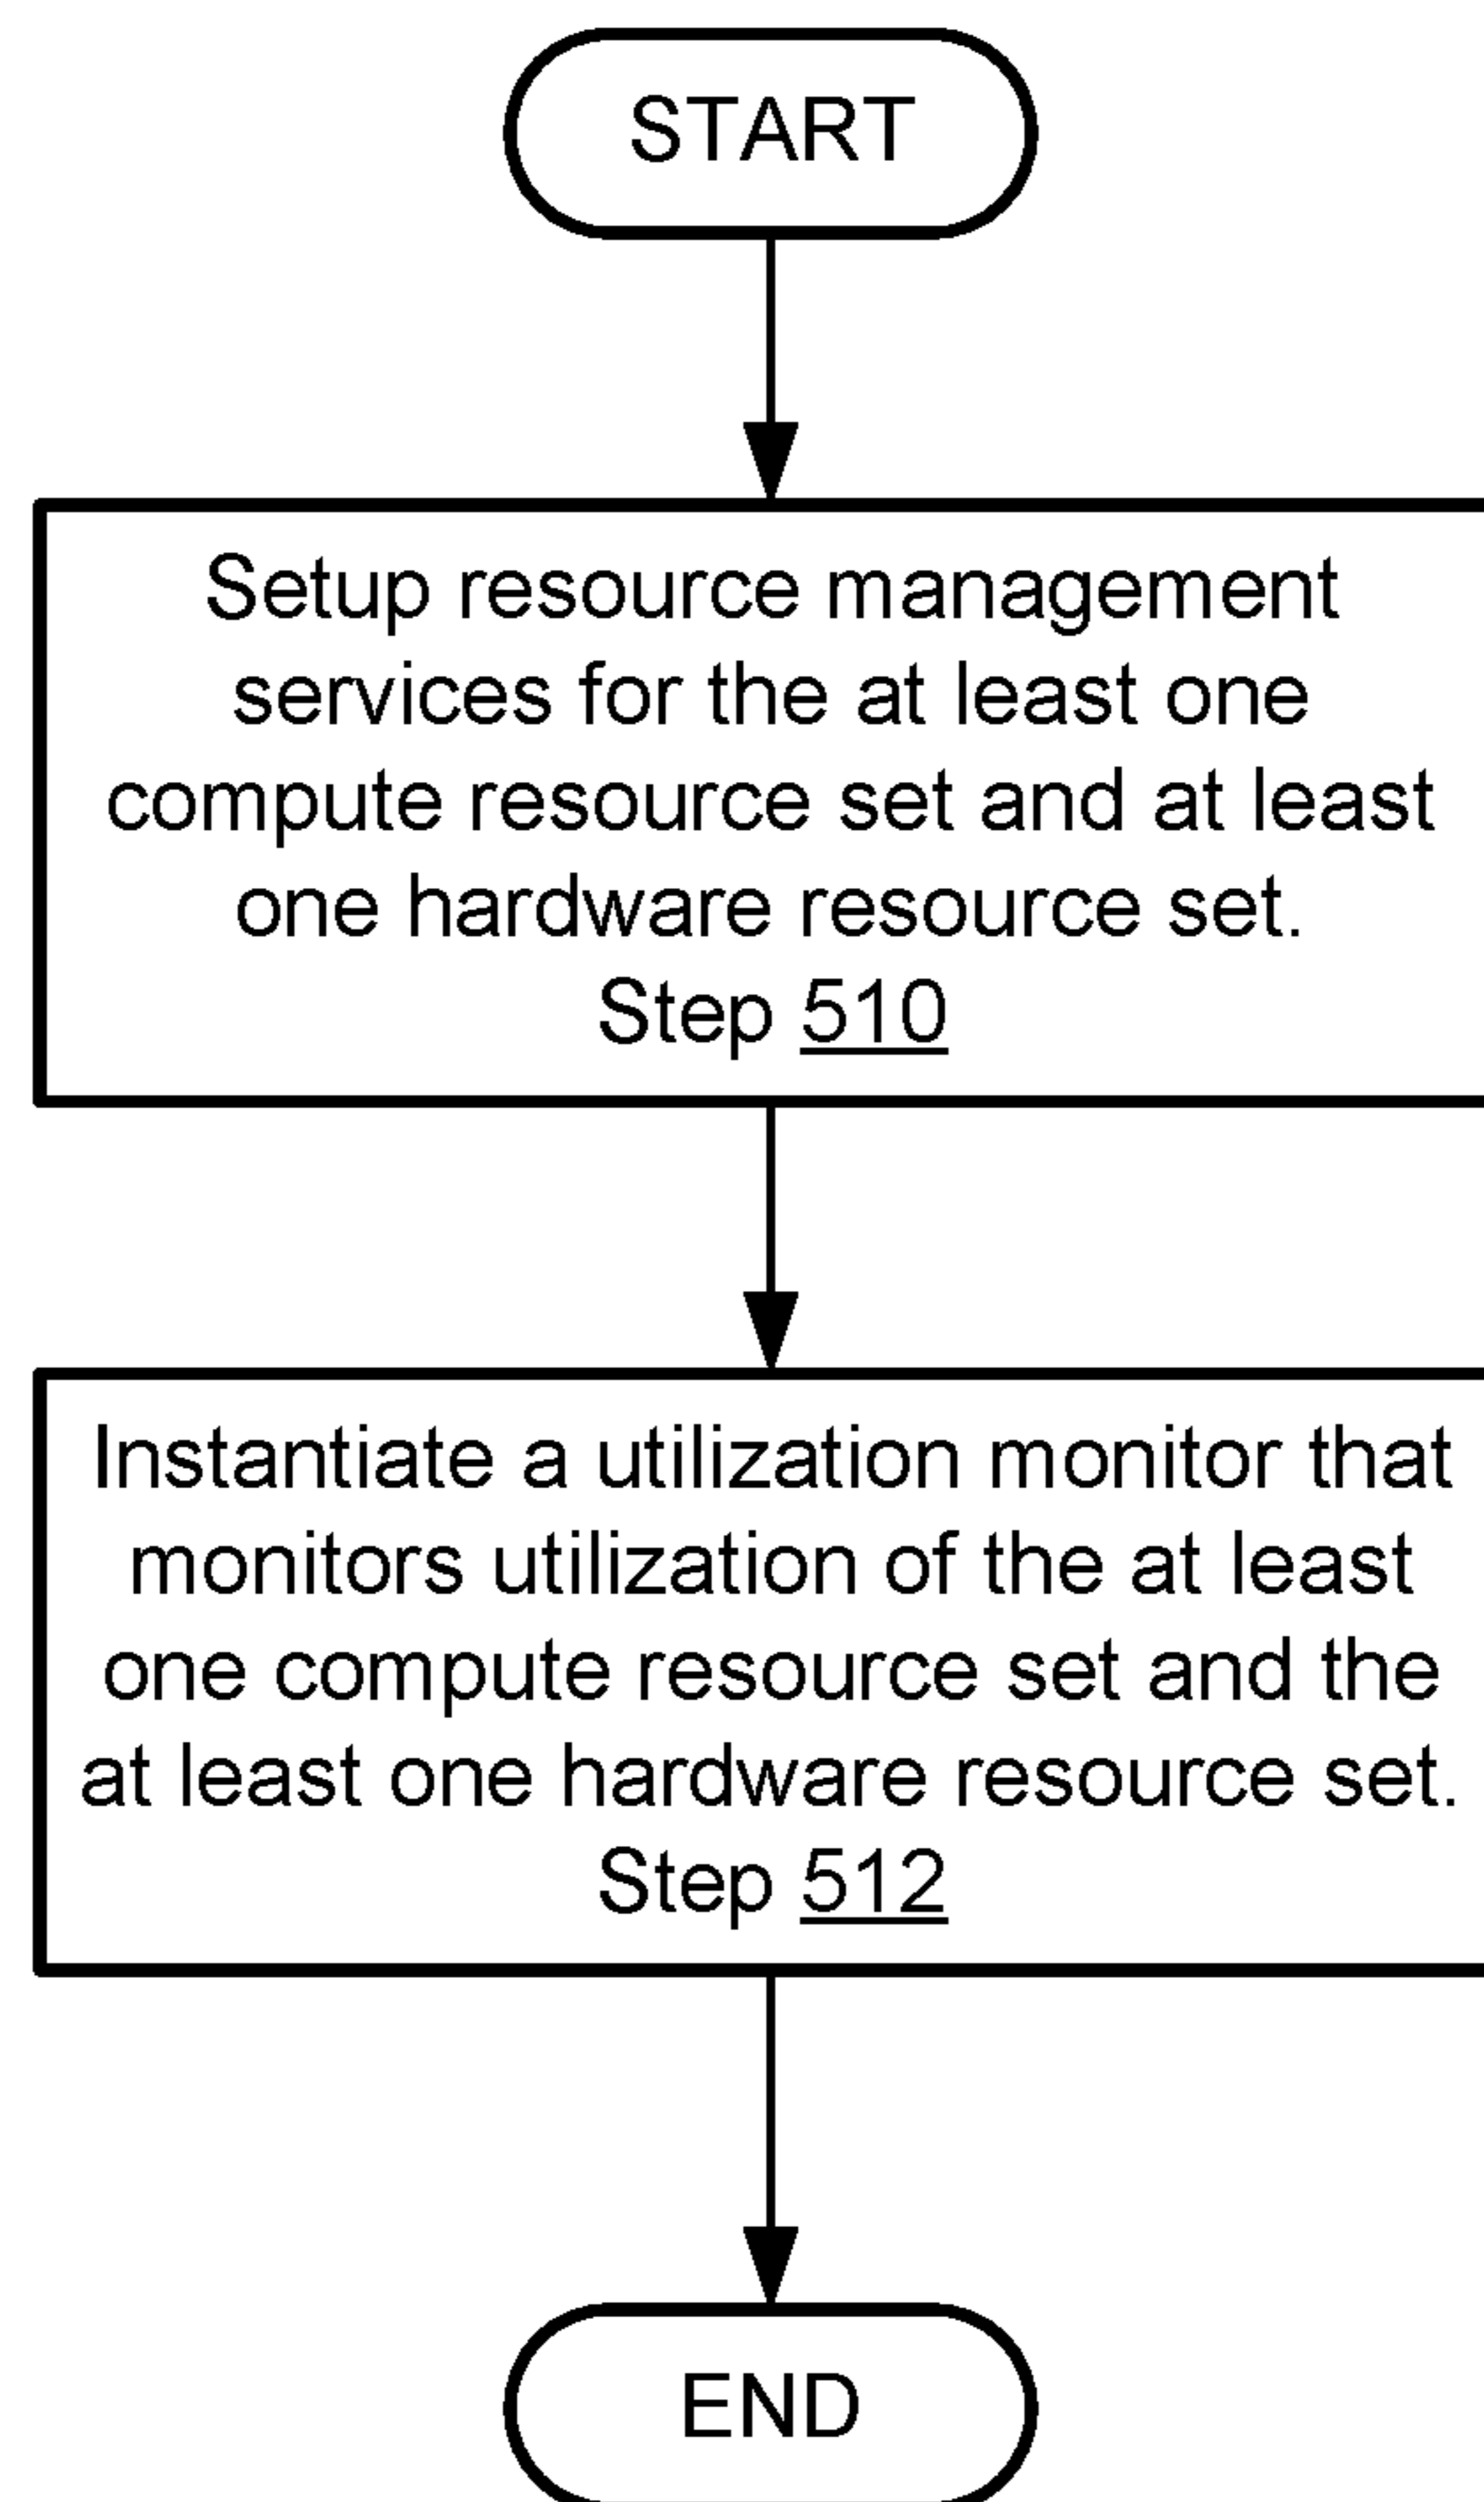 START
Setup resource management
services for the at least one
compute resource set and at least
one hardware resource set.
Step 510
Instantiate a utilization monitor that
monitors utilization of the at least
one compute resource set and the
at least one hardware resource set.
Step 512
END